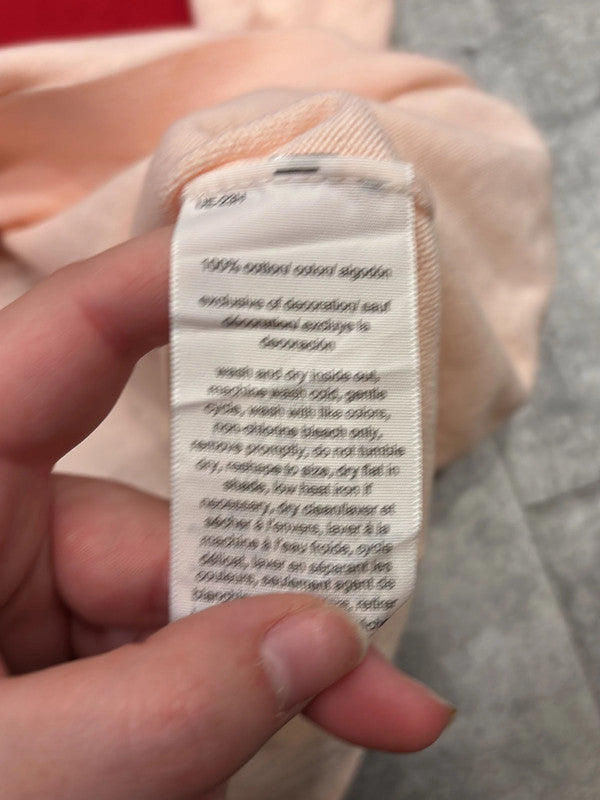 100% cotton/ coton/ algodón
exclusive of decoration/ sauf
décoration/ excluye la
decoración
wash and dry inside out,
machine wash cold, gentle
cycle, wash with like colors,
non-chlorine bleach only,
remove promptly, do not tumble
dry, reshape to size, dry flat in
shade, low heat iron if
necessary, dry clean/laver et
sécher à l'envers, laver à la
machine à l'eau froide, cycle
délicat, laver en séparant les
couleurs, seulement agent de
retirer